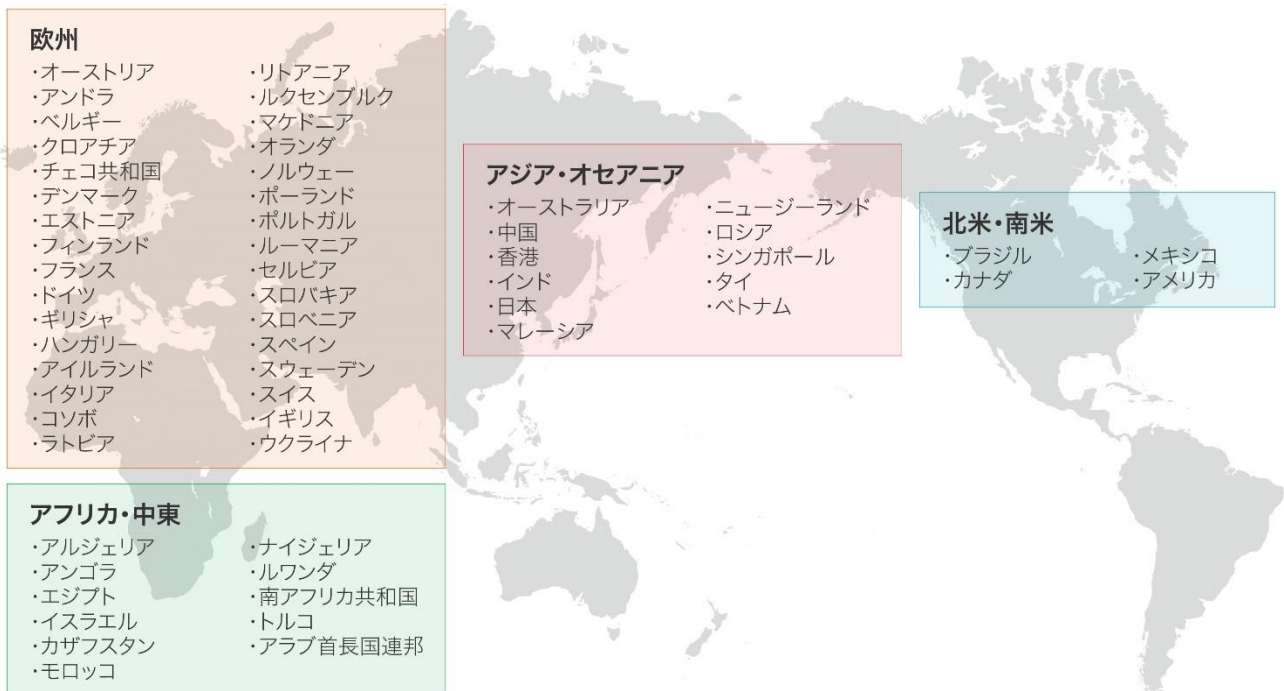 欧州
・オーストリア
・アンドラ
・ベルギー
・クロアチア
・チェコ共和国
・デンマーク
・エストニア
・フィンランド
・フランス
・ドイツ
・ギリシャ
・ハンガリー
・アイルランド
・イタリア
・コソボ
・ラトビア
・リトアニア
・ルクセンブルク
・マケドニア
・オランダ
・ノルウェー
・ポーランド
・ポルトガル
・ルーマニア
・セルビア
・スロバキア
・スロベニア
・スペイン
・スウェーデン
・スイス
・イギリス
・ウクライナ
アジア・オセアニア
・オーストラリア
・中国
・香港
・インド
・日本
・マレーシア
・ニュージーランド
・ロシア
・シンガポール
・タイ
・ベトナム
北米・南米
・ブラジル
・カナダ
・メキシコ
・アメリカ
アフリカ・中東
・アルジェリア
・アンゴラ
・エジプト
・イスラエル
・カザフスタン
・モロッコ
・ナイジェリア
・ルワンダ
・南アフリカ共和国
・トルコ
・アラブ首長国連邦